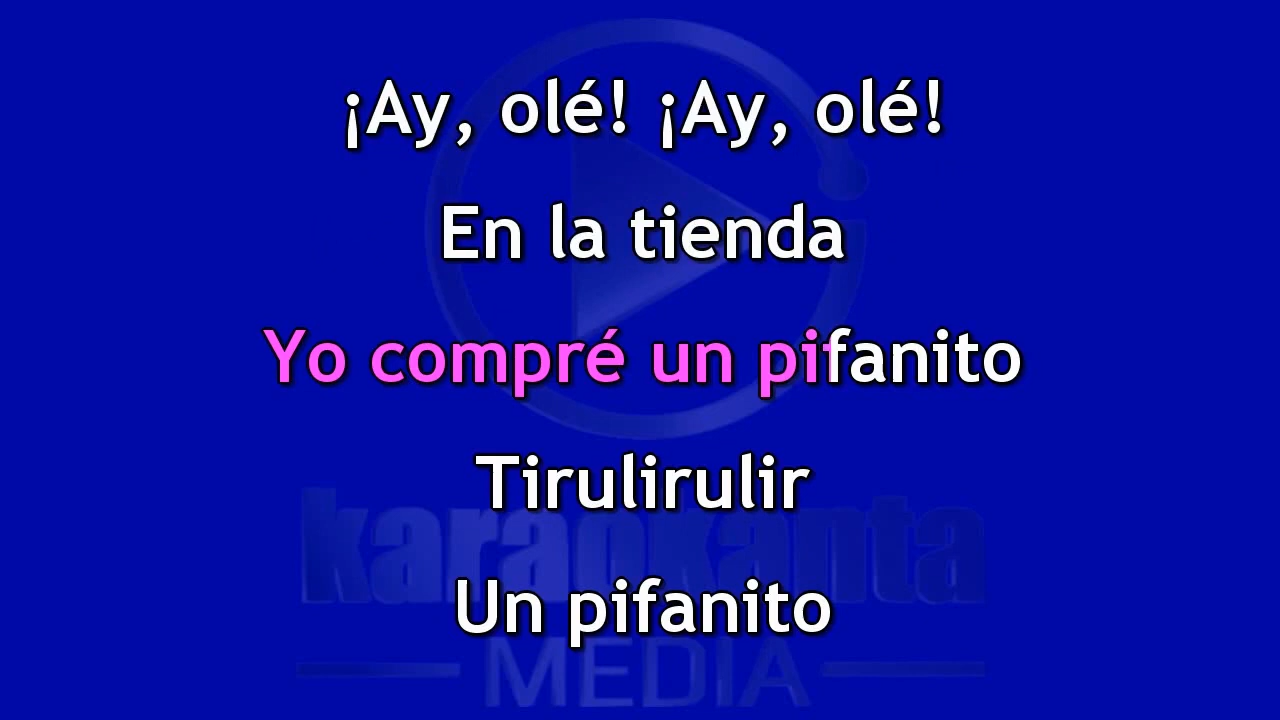 ¡Ay, olé! ¡Ay, olé!
En la tienda
Yo compré un pifanito
Tirulirulir
karaokanta
Un pifanito
MEDIA